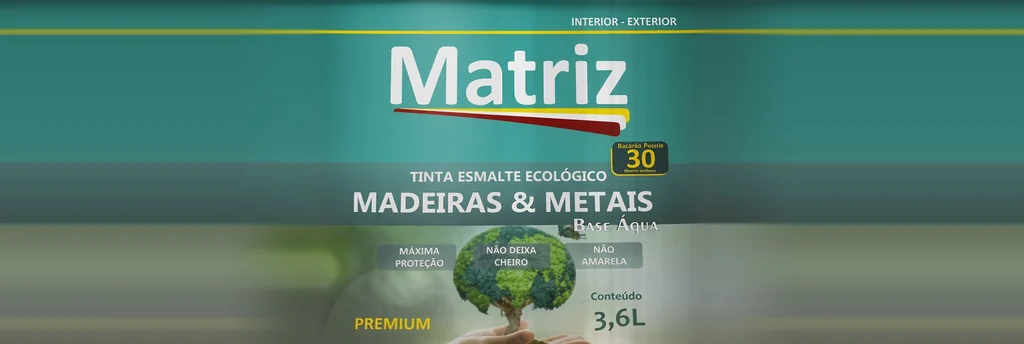 INTERIOR - EXTERIOR
Matriz
30
TINTA ESMALTE ECOLÓGICO
MADEIRAS & METAIS
BASE ÁGUA
MÁXIMA
PROTEÇÃO
NÃO DEIXA
CHEIRO
NÃO
AMARELA
Conteúdo
3,6L
PREMIUM